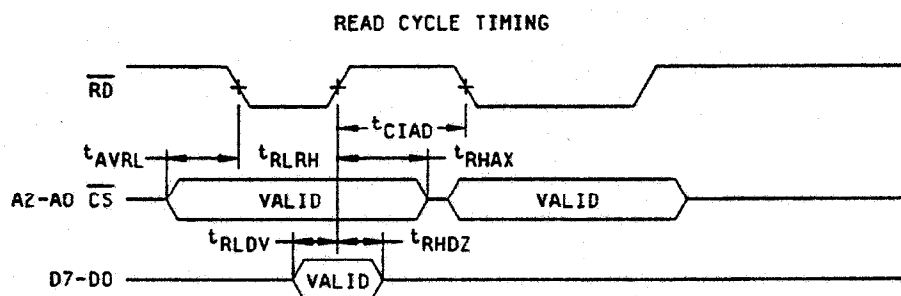 READ CYCLE TIMING
RD
tCIAD
tAVRL tRLRH tRHAX
A2-A0 CS VALID VALID
tRLDV tRHDZ
D7-D0 VALID